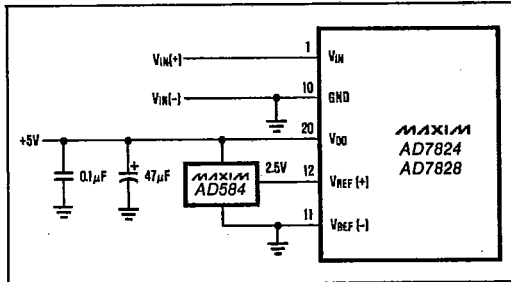 1
VIN(+)
VIN
10
VIN(-)
GND
20
+5V
VDD
MAXIM
AD7824
AD7828
0.1µF
+
47µF
MAXIM
AD584
2.5V
12
VREF (+)
11
VREF (-)